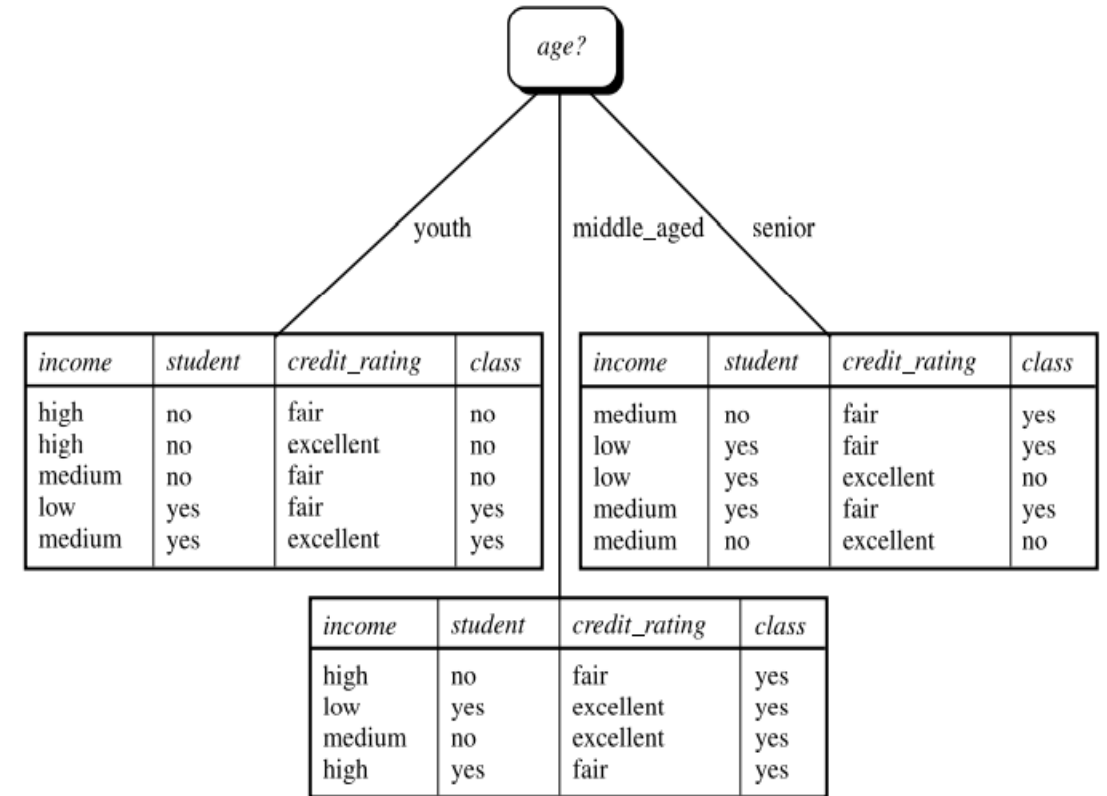 age?
youth
middle_aged
senior
income student credit_rating class
high no fair no
high no excellent no
medium no fair no
low yes fair yes
medium yes excellent yes
income student credit_rating class
medium no fair yes
low yes fair yes
low yes excellent no
medium yes fair yes
medium no excellent no
income student credit_rating class
high no fair yes
low yes excellent yes
medium no excellent yes
high yes fair yes